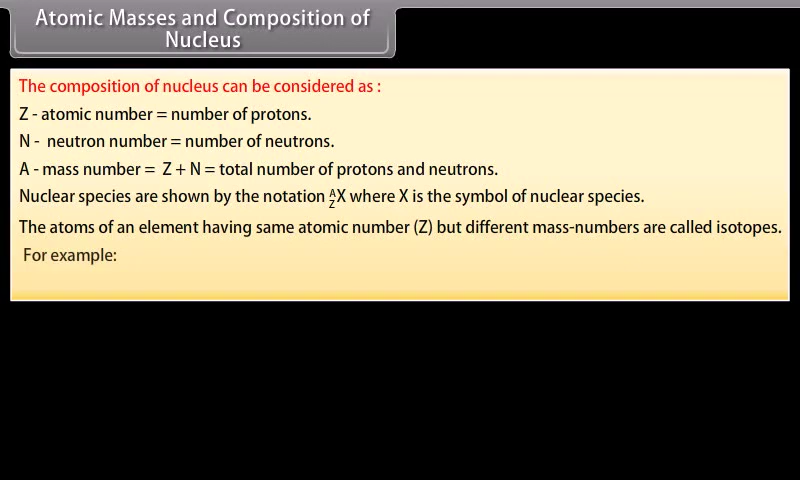 Atomic Masses and Composition of
Nucleus
The composition of nucleus can be considered as :
Z - atomic number = number of protons.
N - neutron number = number of neutrons.
A - mass number = Z + N = total number of protons and neutrons.
Nuclear species are shown by the notation ᴬ_ZX where X is the symbol of nuclear species.
The atoms of an element having same atomic number (Z) but different mass-numbers are called isotopes.
For example: